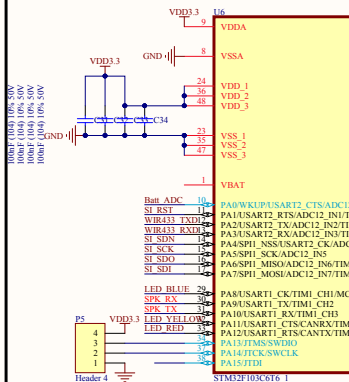 VDD3.3
U6
9
VDDA
VDD3.3
GND
8
VSSA
24
VDD_1
36
VDD_2
48
VDD_3
100nF (104) 10% 50V
100nF (104) 10% 50V
100nF (104) 10% 50V
100nF (104) 10% 50V
C34
GND
23
VSS_1
35
VSS_2
47
VSS_3
1
VBAT
Batt_ADC 10 PA0/WKUP/USART2_CTS/ADC12
SI_RST 11 PA1/USART2_RTS/ADC12_IN1/T
WIR433_TXD 12 PA2/USART2_TX/ADC12_IN2/TI
WIR433_RXD 13 PA3/USART2_RX/ADC12_IN3/TI
SI_SDN 14 PA4/SPI1_NSS/USART2_CK/ADC
SI_SCK 15 PA5/SPI1_SCK/ADC12_IN5
SI_SDO 16 PA6/SPI1_MISO/ADC12_IN6/TIM
SI_SDI 17 PA7/SPI1_MOSI/ADC12_IN7/TIM
LED_BLUE 29 PA8/USART1_CK/TIM1_CH1/MC
SPK_RX 30 PA9/USART1_TX/TIM1_CH2
SPK_TX 31 PA10/USART1_RX/TIM1_CH3
LED_YELLOW 32 PA11/USART1_CTS/CANRX/TIM
LED_RED 33 PA12/USART1_RTS/CANTX/TIM
34 PA13/JTMS/SWDIO
37 PA14/JTCK/SWCLK
38 PA15/JTDI
P5
VDD3.3
4
3
2
1
Header 4
STM32F103C6T6_1